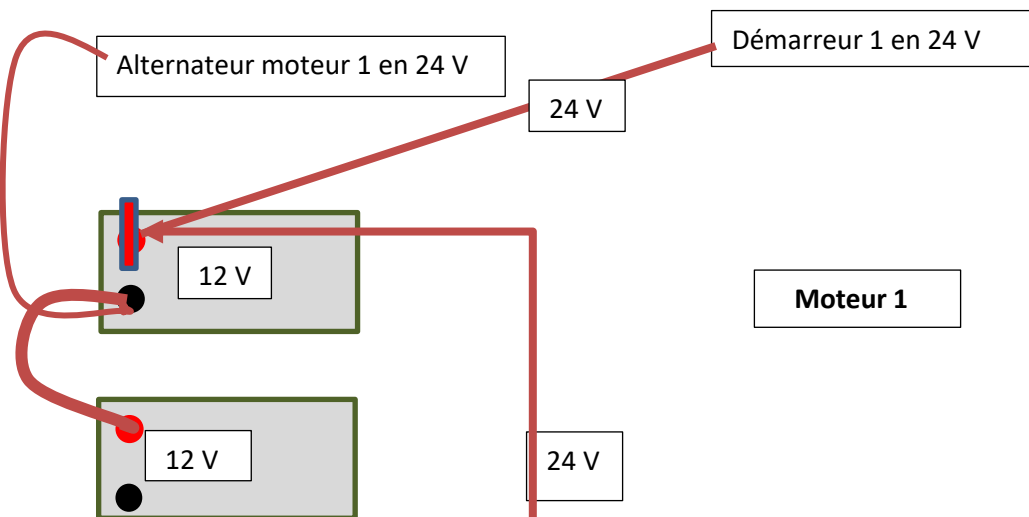 Démarreur 1 en 24 V
Alternateur moteur 1 en 24 V
24 V
12 V
Moteur 1
12 V
24 V